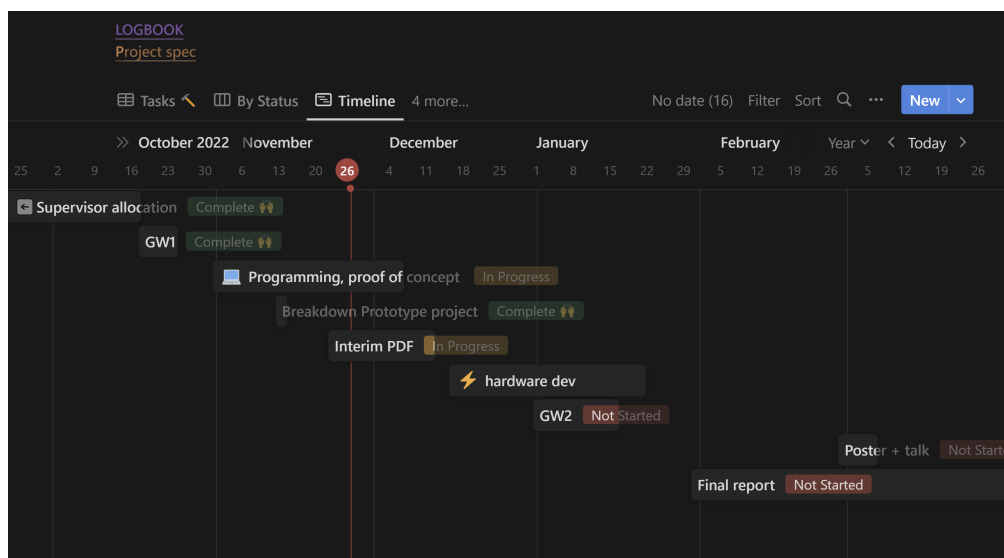 LOGBOOK
Project spec
Tasks By Status Timeline 4 more... No date (16) Filter Sort ••• New
October 2022 November December January February Year Today
25 2 9 16 23 30 6 13 20 26 4 11 18 25 1 8 15 22 29 5 12 19 26 5 12 19 26
Supervisor allocation Complete
GW1 Complete
Programming, proof of concept In Progress
Breakdown Prototype project Complete
Interim PDF In Progress
hardware dev
GW2 Not Started
Poster + talk Not Start
Final report Not Started